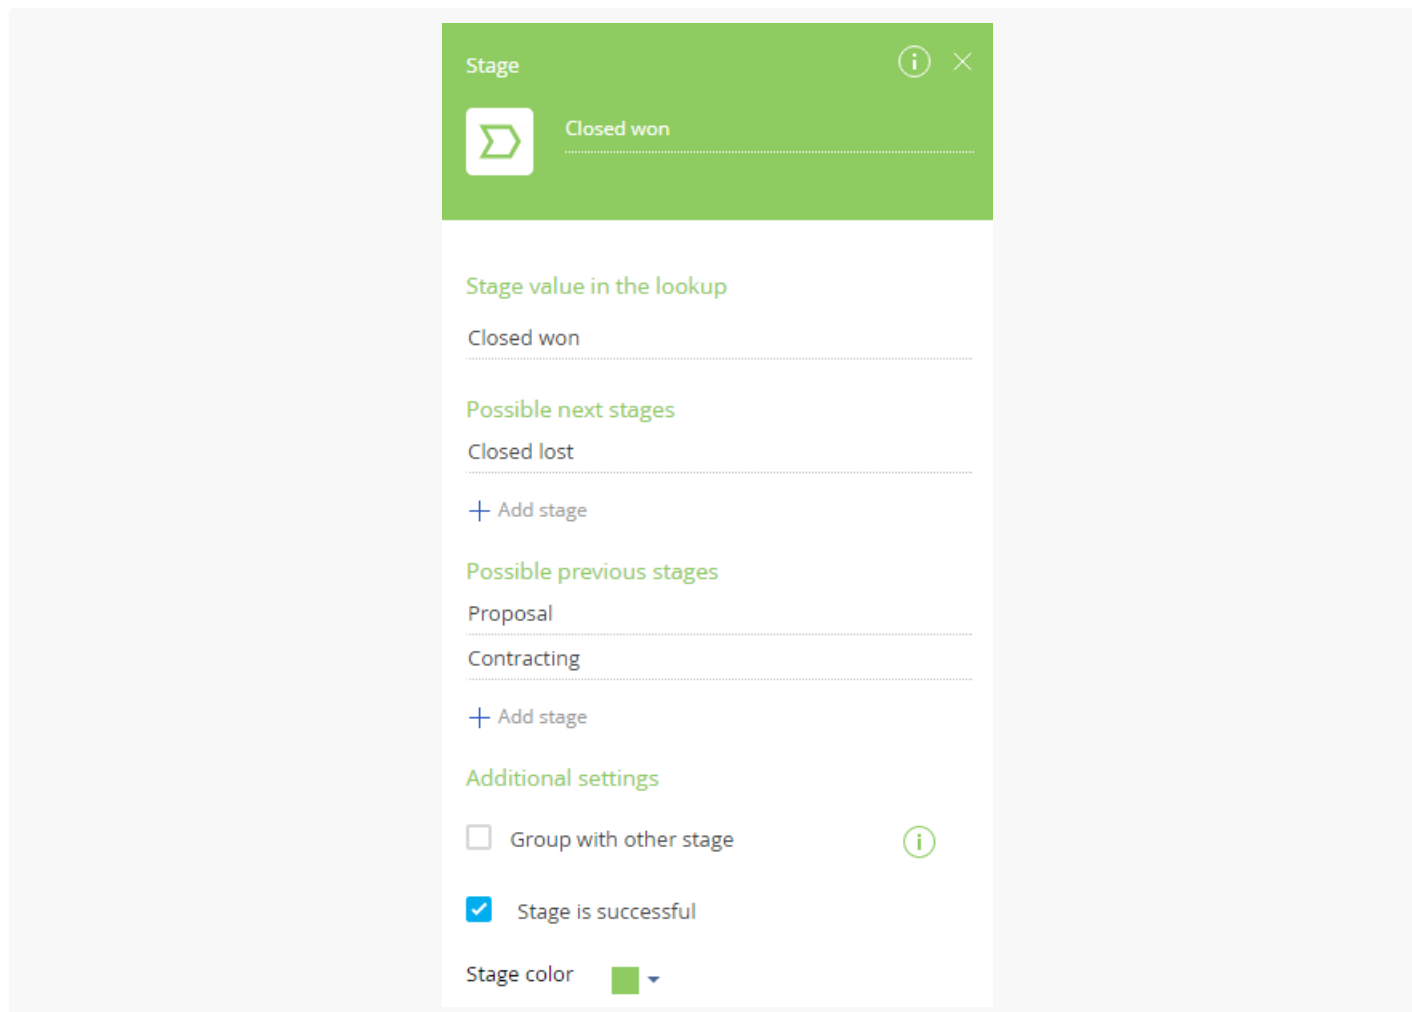 Stage
Closed won
Stage value in the lookup
Closed won
Possible next stages
Closed lost
Add stage
Possible previous stages
Proposal
Contracting
Add stage
Additional settings
Group with other stage
Stage is successful
Stage color